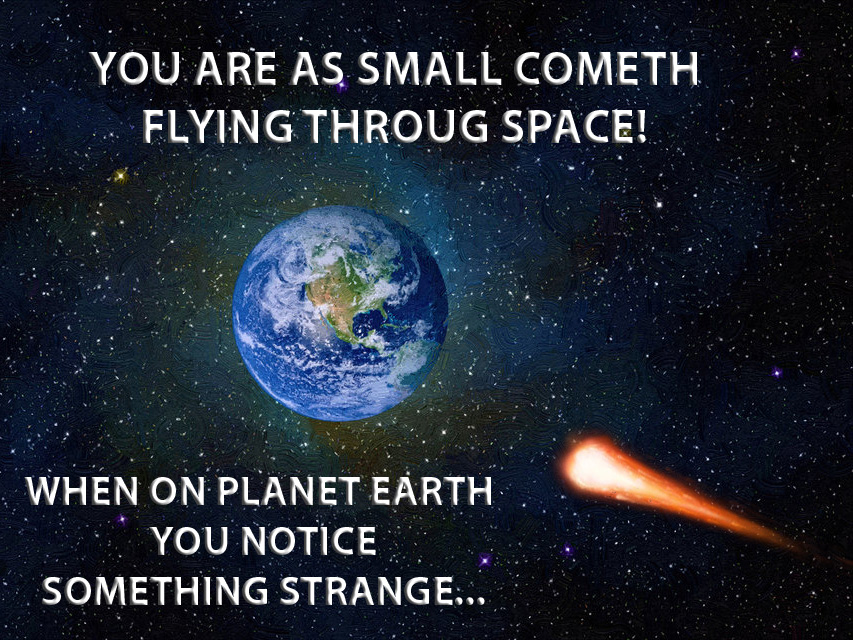 YOU ARE AS SMALL COMETH
FLYING THROUG SPACE!
WHEN ON PLANET EARTH
YOU NOTICE
SOMETHING STRANGE...